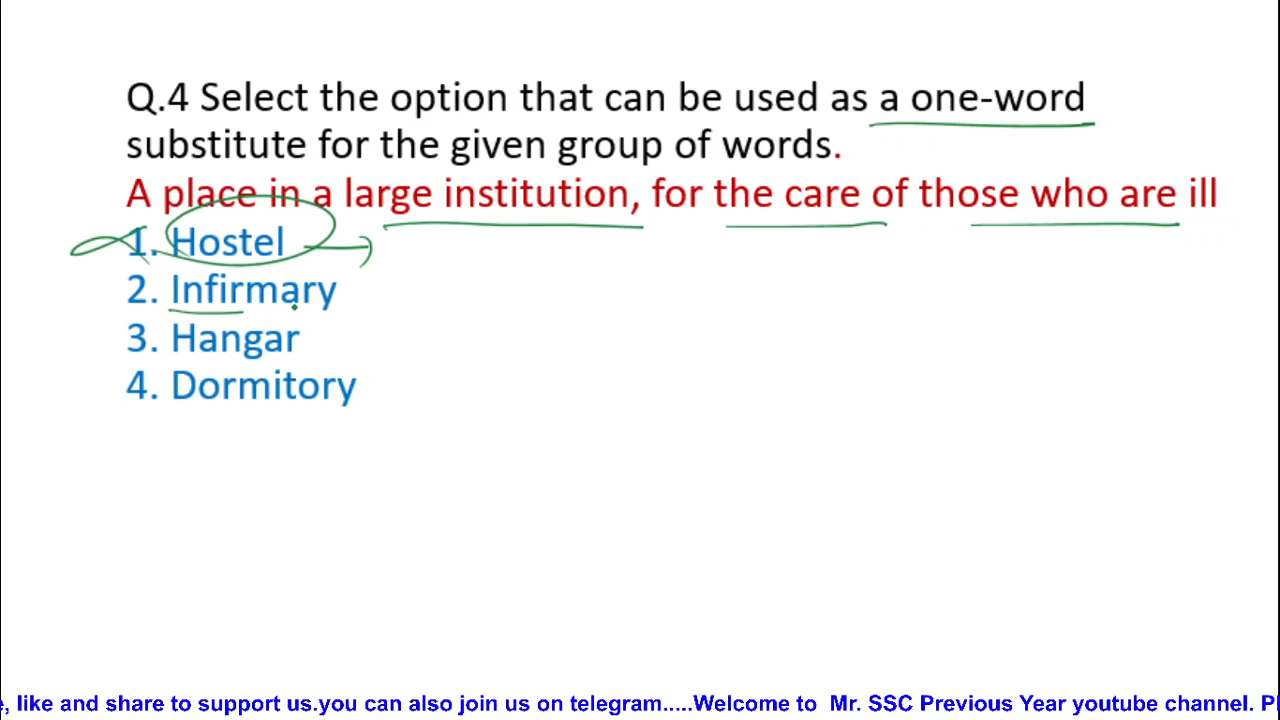 Q.4 Select the option that can be used as a one-word
substitute for the given group of words.
A place in a large institution, for the care of those who are ill
1. Hostel
2. Infirmary
3. Hangar
4. Dormitory
, like and share to support us.you can also join us on telegram.....Welcome to Mr. SSC Previous Year youtube channel.